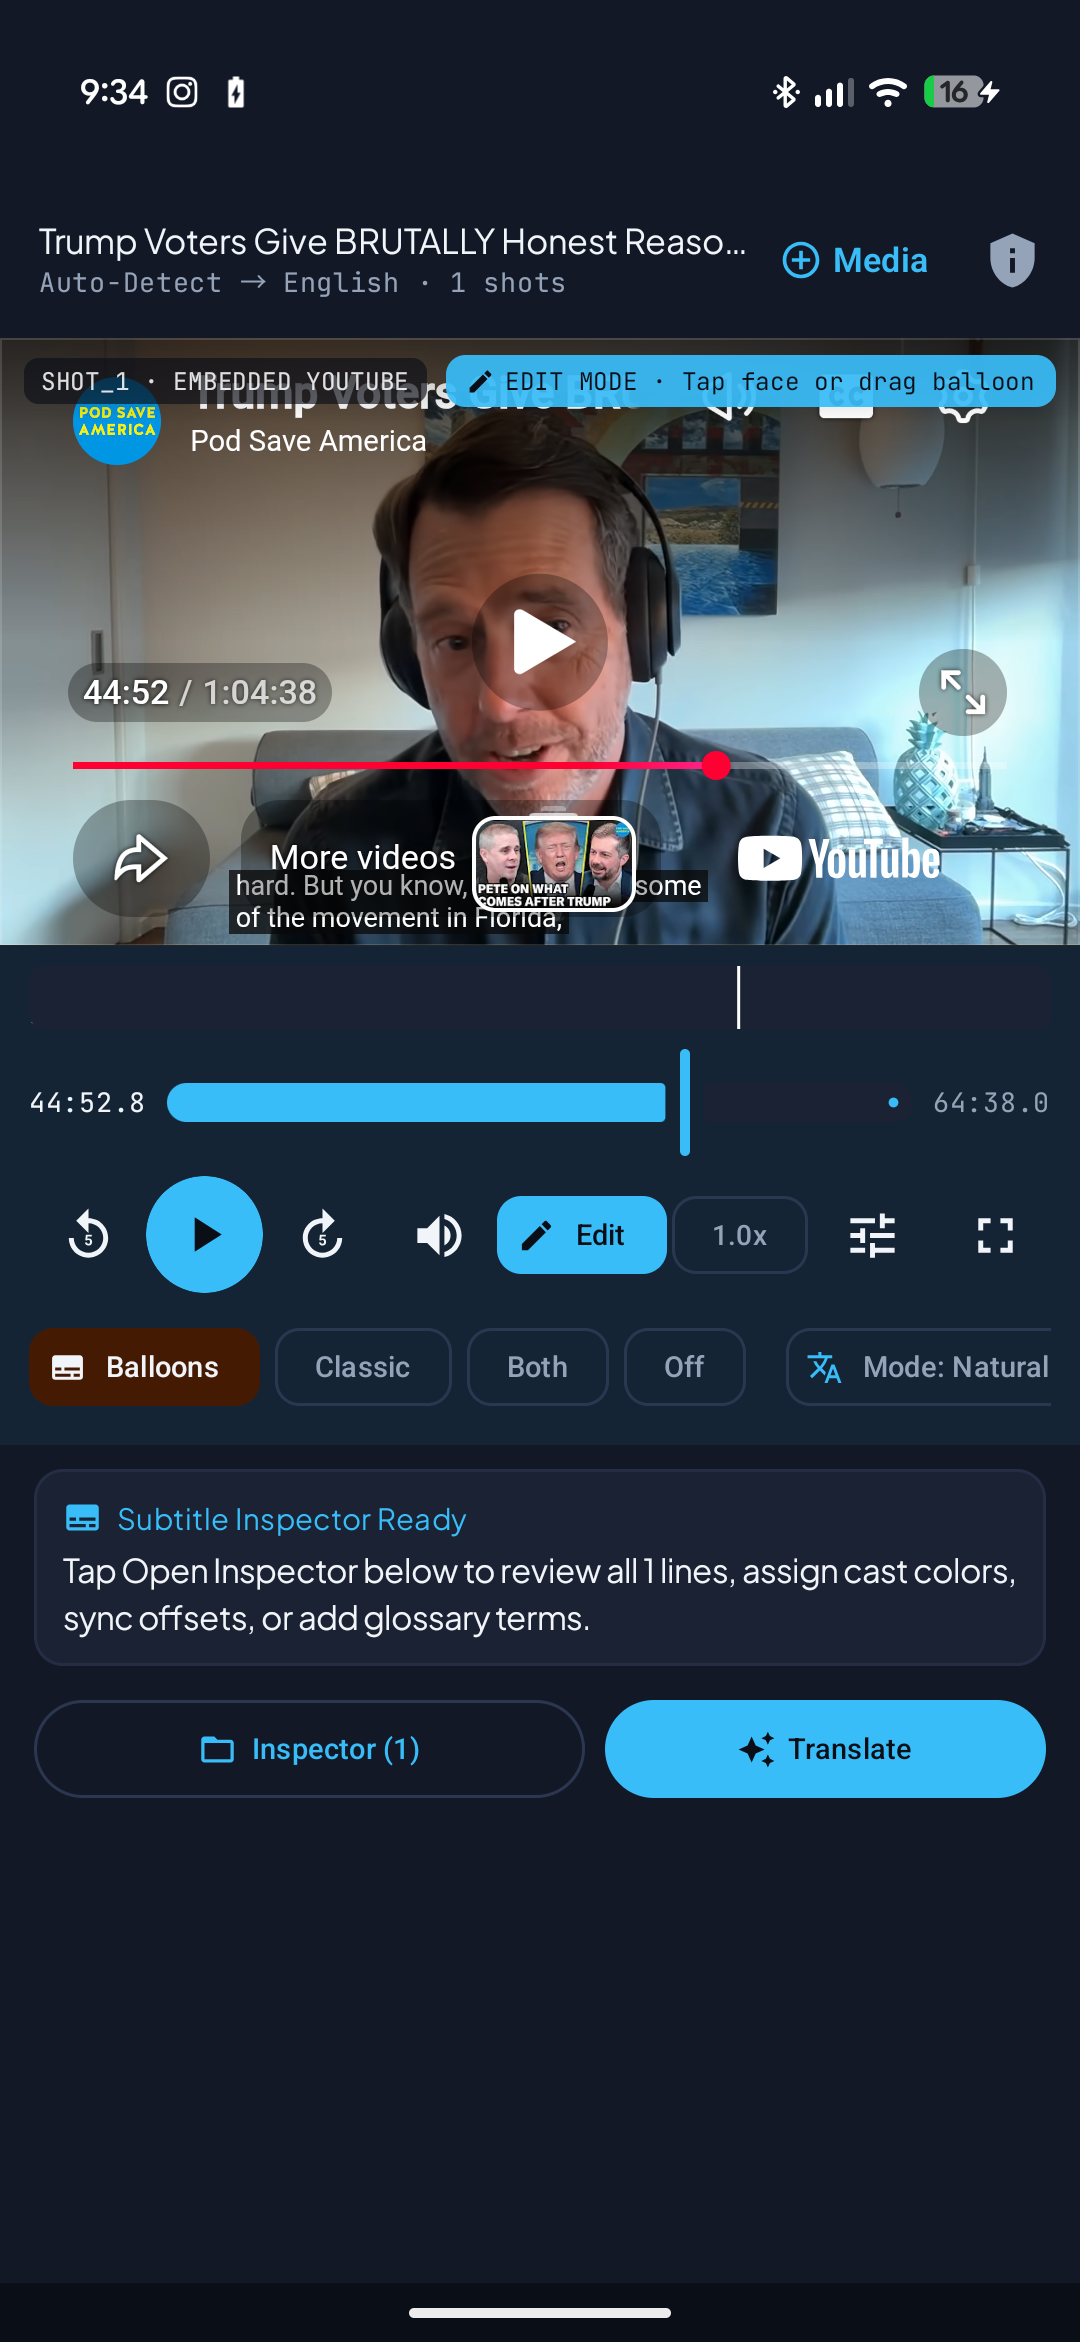 9:34
16
Trump Voters Give BRUTALLY Honest Reaso...
Auto-Detect → English · 1 shots
Media
SHOT_1 · EMBEDDED YOUTUBE
EDIT MODE · Tap face or drag balloon
Trump Voters Give BR
POD SAVE
AMERICA
Pod Save America
44:52 / 1:04:38
More videos
PETE ON WHAT
COMES AFTER TRUMP
YouTube
hard. But you know, some
of the movement in Florida,
44:52.8
64:38.0
5
5
Edit
1.0x
Balloons
Classic
Both
Off
Mode: Natural
Subtitle Inspector Ready
Tap Open Inspector below to review all 1 lines, assign cast colors,
sync offsets, or add glossary terms.
Inspector (1)
Translate